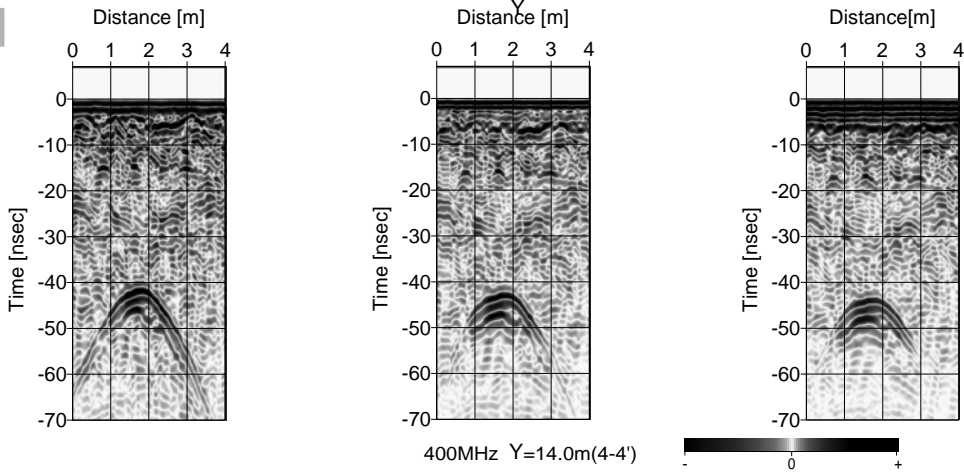 Y
Distance [m] Distance [m] Distance[m]
0 1 2 3 4 0 1 2 3 4 0 1 2 3 4
0 0 0
-10 -10 -10
-20 -20 -20
-30 -30 -30
Time [nsec] Time [nsec] Time [nsec]
-40 -40 -40
-50 -50 -50
-60 -60 -60
-70 -70 -70
400MHz Y=14.0m(4-4')
- 0 +